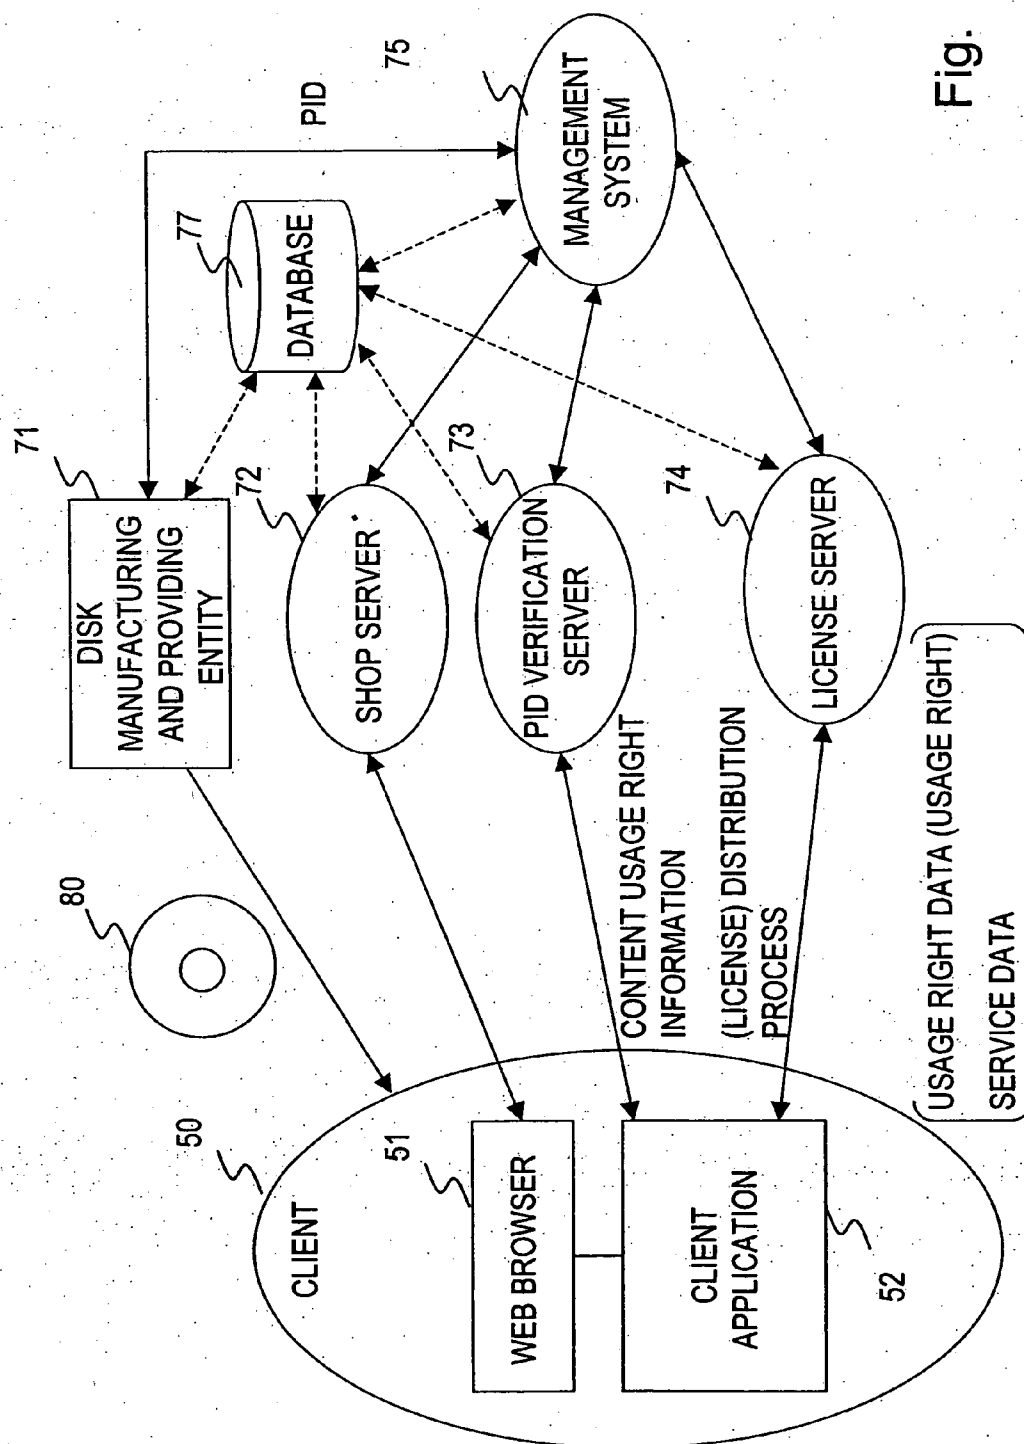 71
DISK
MANUFACTURING
AND PROVIDING
ENTITY
77
DATABASE
PID
75
MANAGEMENT
SYSTEM
80
72
SHOP SERVER
73
PID VERIFICATION
SERVER
74
LICENSE SERVER
50
CLIENT
51
WEB BROWSER
CLIENT
APPLICATION
52
CONTENT USAGE RIGHT
INFORMATION
(LICENSE) DISTRIBUTION
PROCESS
USAGE RIGHT DATA (USAGE RIGHT)
SERVICE DATA
Fig.